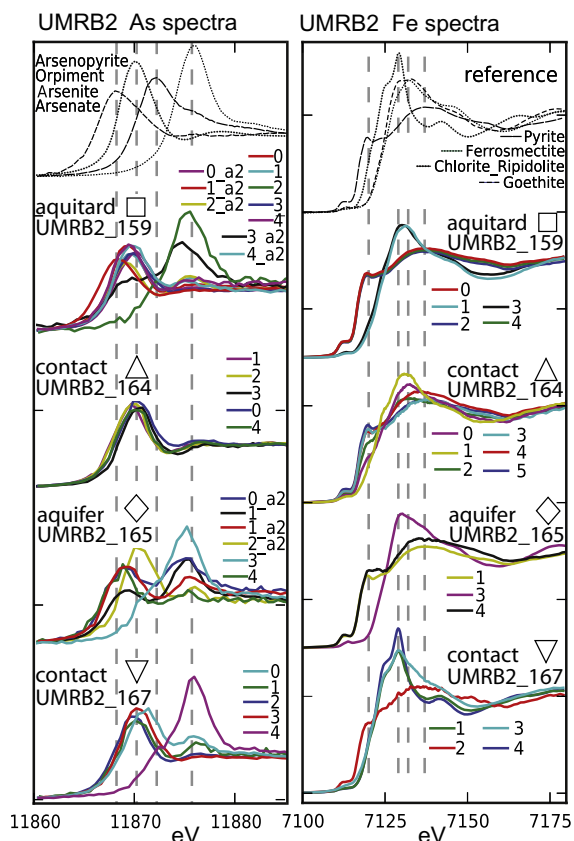 UMRB2 As spectra
Arsenopyrite
Orpiment
Arsenite
Arsenate
0
0_a2 1
1_a2 2
2_a2 3
4
3_a2
4_a2
aquitard
UMRB2_159
contact
UMRB2_164
1
2
3
0
4
aquifer
UMRB2_165
0_a2
1
1_a2
2_a2
3
4
contact
UMRB2_167
0
1
2
3
4
11860 11870 11880
eV
UMRB2 Fe spectra
reference
Pyrite
Ferrosmectite
Chlorite_Ripidolite
Goethite
aquitard
UMRB2_159
0
1 3
2 4
contact
UMRB2_164
0 3
1 4
2 5
aquifer
UMRB2_165
1
3
4
contact
UMRB2_167
1 3
2 4
7100 7125 7150 7175
eV